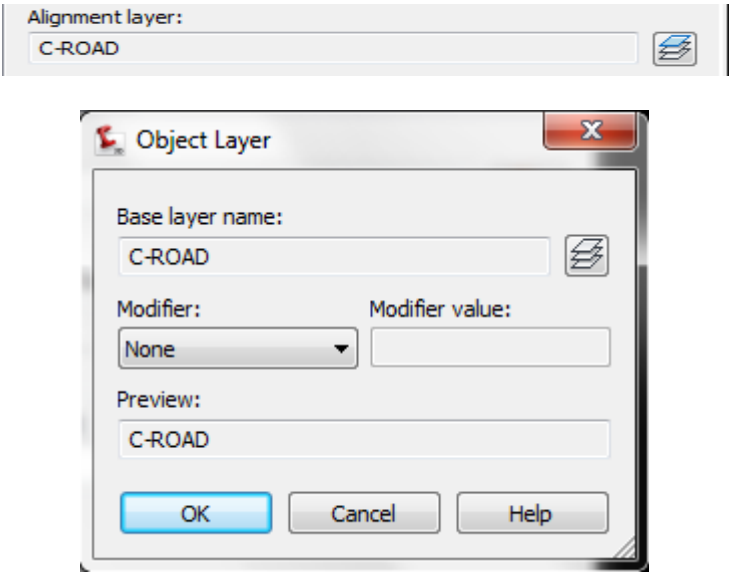 Alignment layer:
C-ROAD
Object Layer
Base layer name:
C-ROAD
Modifier: Modifier value:
None
Preview:
C-ROAD
OK Cancel Help